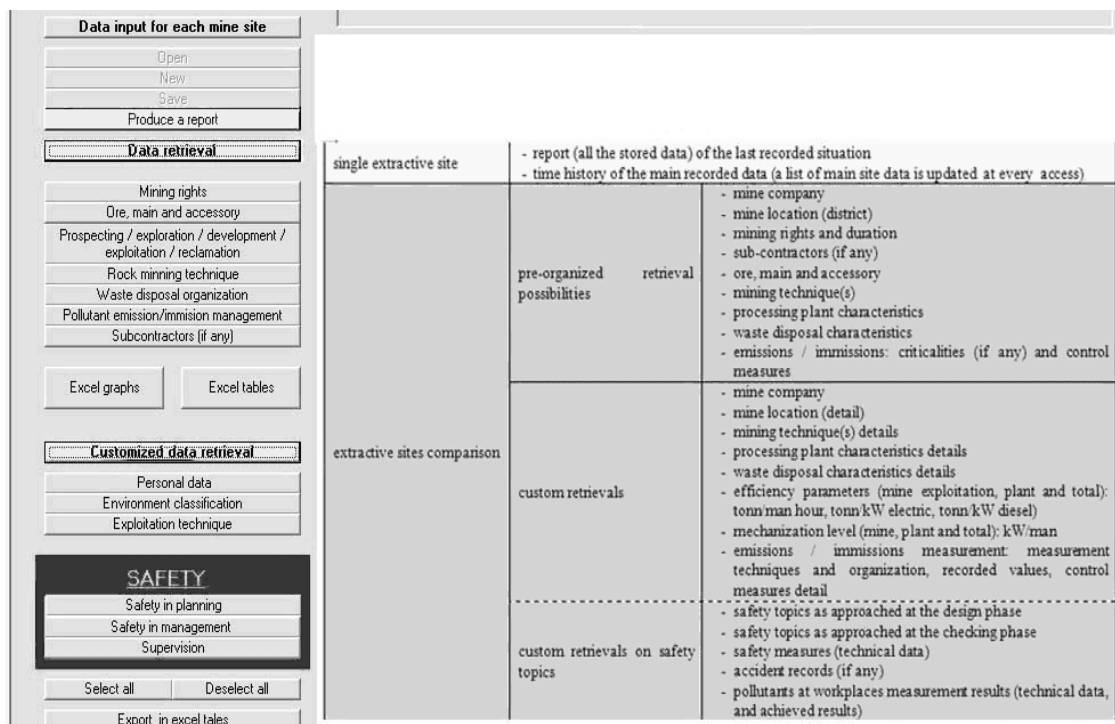 Data input for each mine site
Open
New
Save
Produce a report
Data retrieval
Mining rights
Ore, main and accessory
Prospecting / exploration / development /
exploitation / reclamation
Rock minning technique
Waste disposal organization
Pollutant emission/immision management
Subcontractors (if any)
Excel graphs
Excel tables
Customized data retrieval
Personal data
Environment classification
Exploitation technique
SAFETY
Safety in planning
Safety in management
Supervision
Select all
Deselect all
Export in excel tales
single extractive site
- report (all the stored data) of the last recorded situation
- time history of the main recorded data (a list of main site data is updated at every access)
extractive sites comparison
pre-organized retrieval
possibilities
- mine company
- mine location (district)
- mining rights and duration
- sub-contractors (if any)
- ore, main and accessory
- mining technique(s)
- processing plant characteristics
- waste disposal characteristics
- emissions / immissions: criticalities (if any) and control
measures
custom retrievals
- mine company
- mine location (detail)
- mining technique(s) details
- processing plant characteristics details
- waste disposal characteristics details
- efficiency parameters (mine exploitation, plant and total):
tonn/man hour, tonn/kW electric, tonn/kW diesel)
- mechanization level (mine, plant and total): kW/man
- emissions / immissions measurement: measurement
techniques and organization, recorded values, control
measures detail
custom retrievals on safety
topics
- safety topics as approached at the design phase
- safety topics as approached at the checking phase
- safety measures (technical data)
- accident records (if any)
- pollutants at workplaces measurement results (technical data,
and achieved results)